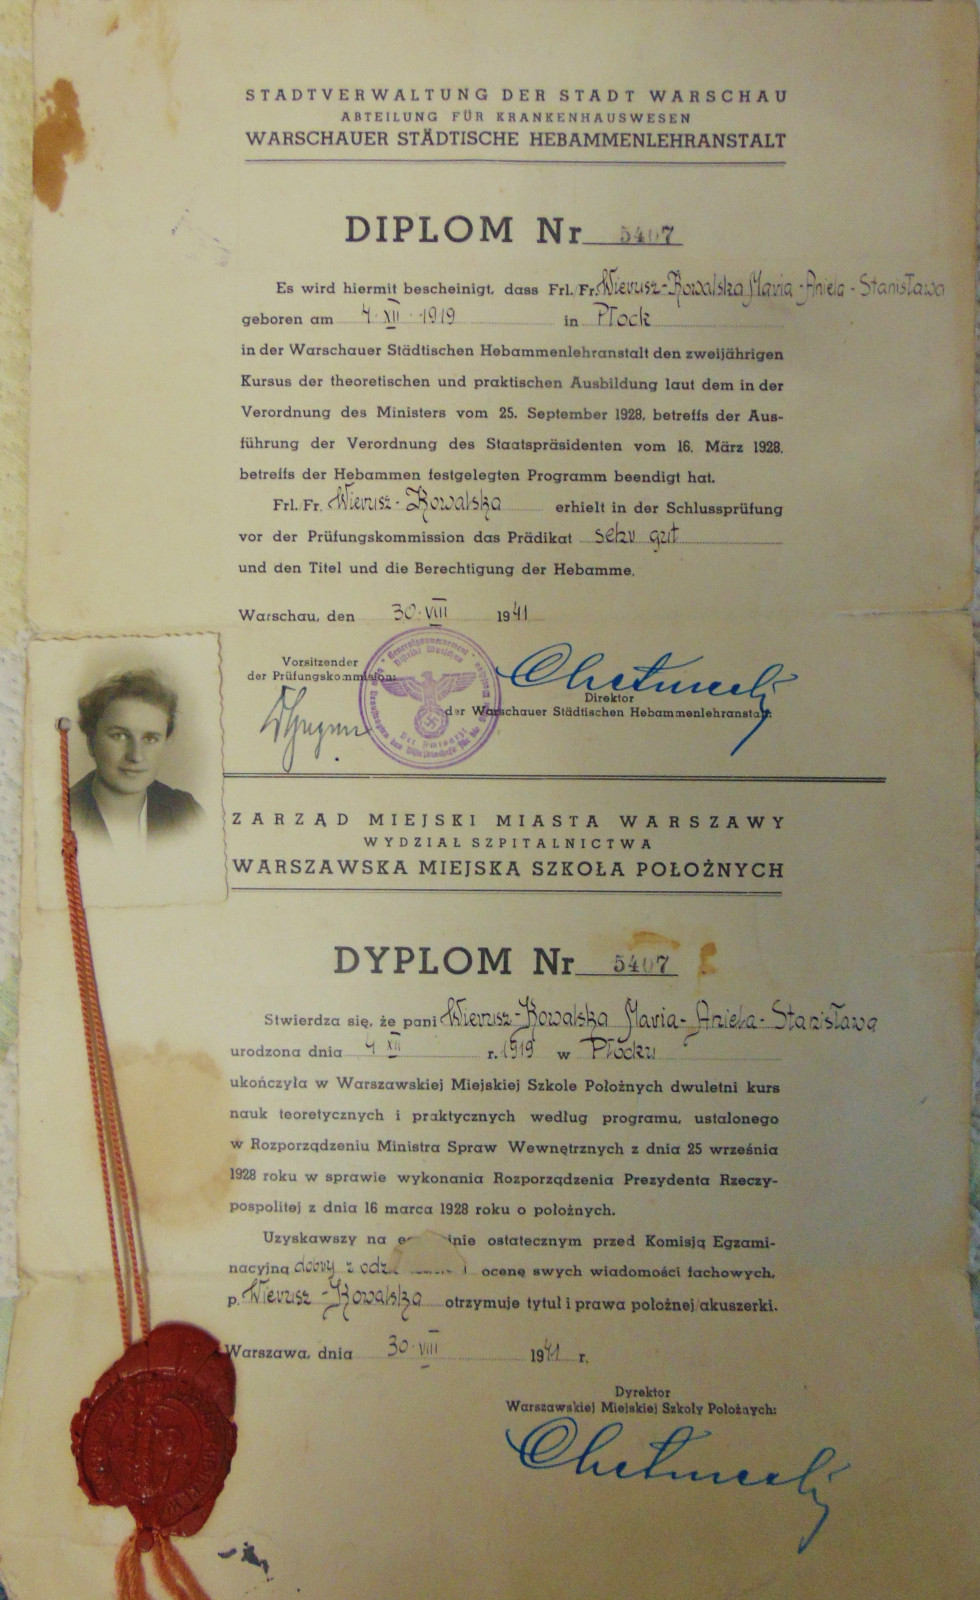 STADTVERWALTUNG DER STADT WARSCHAU
ABTEILUNG FÜR KRANKENHAUSWESEN
WARSCHAUER STÄDTISCHE HEBAMMENLEHRANSTALT
DIPLOM Nr 5407
Es wird hiermit bescheinigt, dass Frl./Fr. Wierusz-Kowalska Maria-Aniela-Stanisława
geboren am 4 XII 1919 in Płock
in der Warschauer Städtischen Hebammenlehranstalt den zweijährigen
Kursus der theoretischen und praktischen Ausbildung laut dem in der
Verordnung des Ministers vom 25. September 1928, betreffs der Aus-
führung der Verordnung des Staatspräsidenten vom 16. März 1928,
betreffs der Hebammen festgelegten Programm beendigt hat.
Frl./Fr. Wierusz-Kowalska erhielt in der Schlussprüfung
vor der Prüfungskommission das Prädikat sehr gut
und den Titel und die Berechtigung der Hebamme.
Warschau, den 30 VIII 1941
Vorsitzender
der Prüfungskommission:
Direktor
der Warschauer Städtischen Hebammenlehranstalt:
ZARZĄD MIEJSKI MIASTA WARSZAWY
WYDZIAŁ SZPITALNICTWA
WARSZAWSKA MIEJSKA SZKOŁA POŁOŻNYCH
DYPLOM Nr 5407
Stwierdza się, że pani Wierusz-Kowalska Maria-Aniela-Stanisława
urodzona dnia 4 XII r. 1919 w Płocku
ukończyła w Warszawskiej Miejskiej Szkole Położnych dwuletni kurs
nauk teoretycznych i praktycznych według programu, ustalonego
w Rozporządzeniu Ministra Spraw Wewnętrznych z dnia 25 września
1928 roku w sprawie wykonania Rozporządzenia Prezydenta Rzeczy-
pospolitej z dnia 16 marca 1928 roku o położnych.
Uzyskawszy na ostatecznym przed Komisją Egzami-
nacyjną dobry z ocenę swych wiadomości fachowych,
p. Wierusz-Kowalska otrzymuje tytuł i prawa położnej/akuszerki.
Warszawa, dnia 30 VIII 1941 r.
Dyrektor
Warszawskiej Miejskiej Szkoły Położnych: